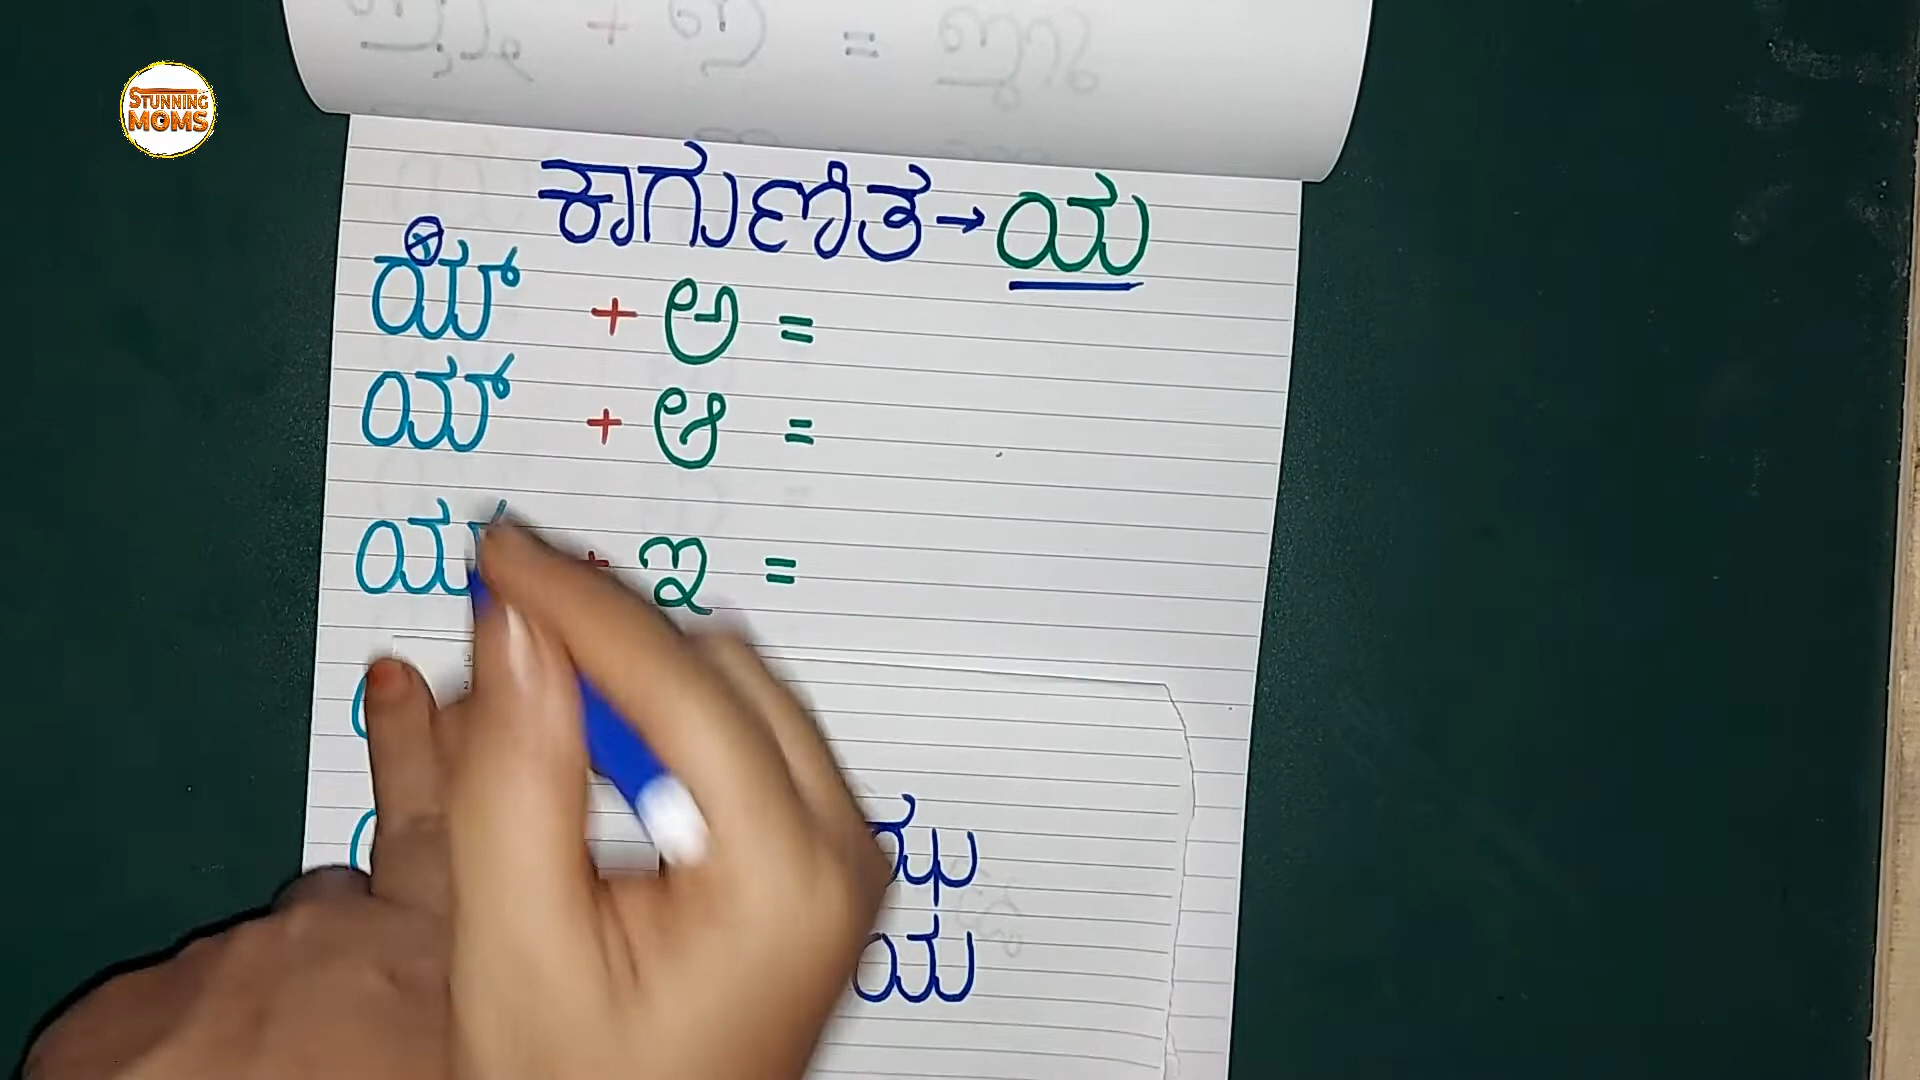 STUNNING
MOMS
ಕಾಗುಣಿತ → ಯ
ಯ್ + ಅ =
ಯ್ + ಆ =
ಯ್ + ಇ =
ಯ